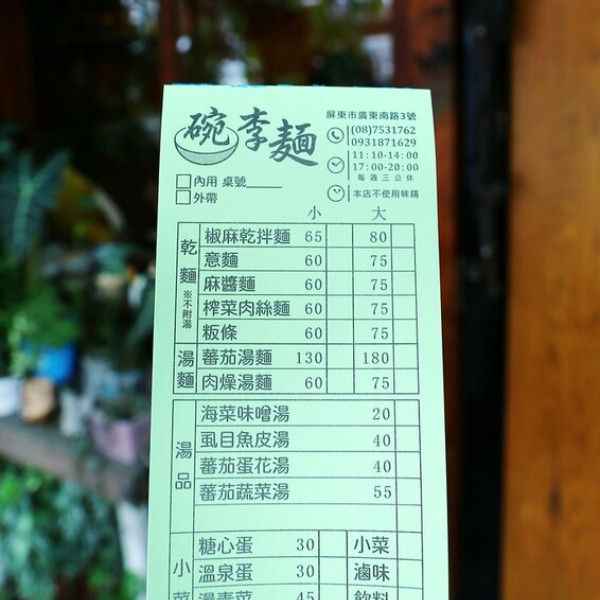 碗李麵
屏東市廣東南路3號
(08)7531762
0931871629
11:10-14:00
17:00-20:00
每週三公休
本店不使用味精
內用 桌號
外帶
小 大
乾麵 ※不附湯
椒麻乾拌麵 65 80
意麵 60 75
麻醬麵 60 75
榨菜肉絲麵 60 75
粄條 60 75
湯麵
蕃茄湯麵 130 180
肉燥湯麵 60 75
湯品
海菜味噌湯 20
虱目魚皮湯 40
蕃茄蛋花湯 40
蕃茄蔬菜湯 55
小菜
糖心蛋 30 小菜
溫泉蛋 30 滷味
燙青菜 45 飲料